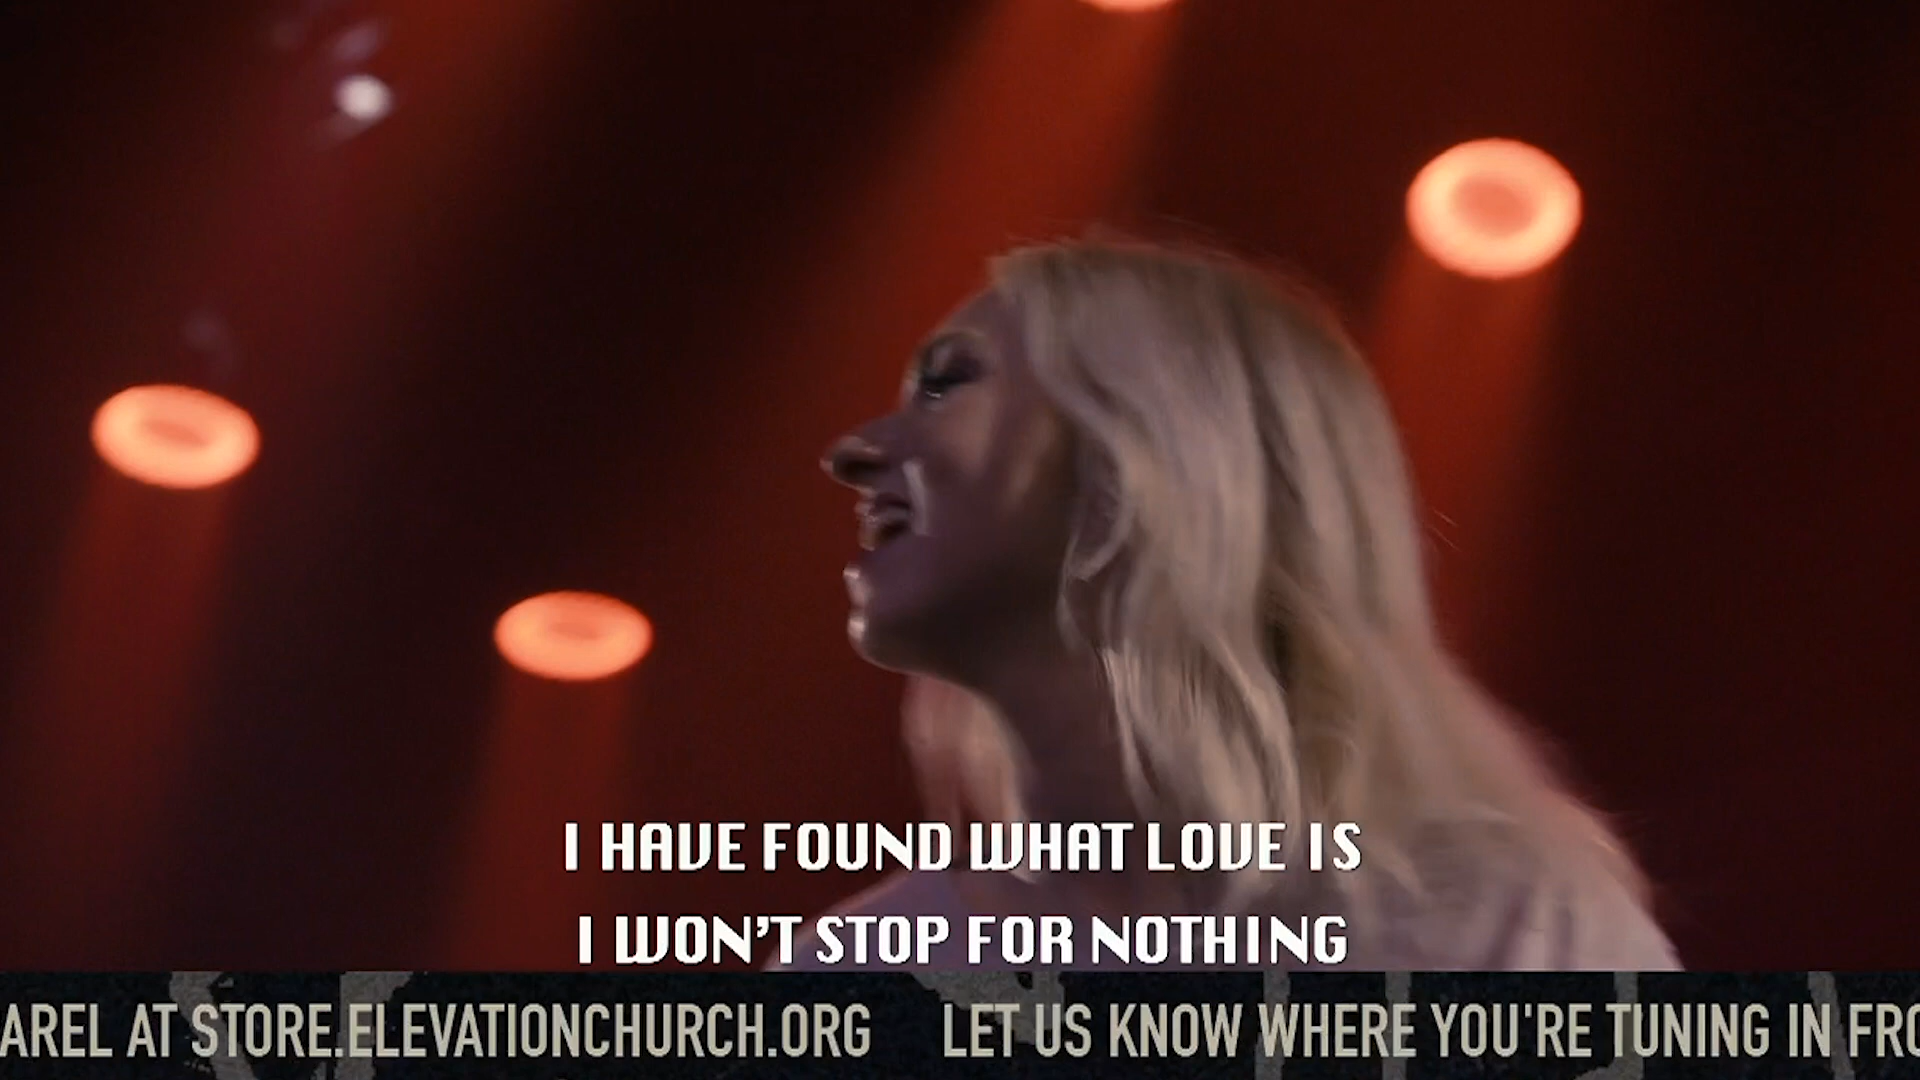 I HAVE FOUND WHAT LOVE IS
I WON'T STOP FOR NOTHING
AREL AT STORE.ELEVATIONCHURCH.ORG LET US KNOW WHERE YOU'RE TUNING IN FRO